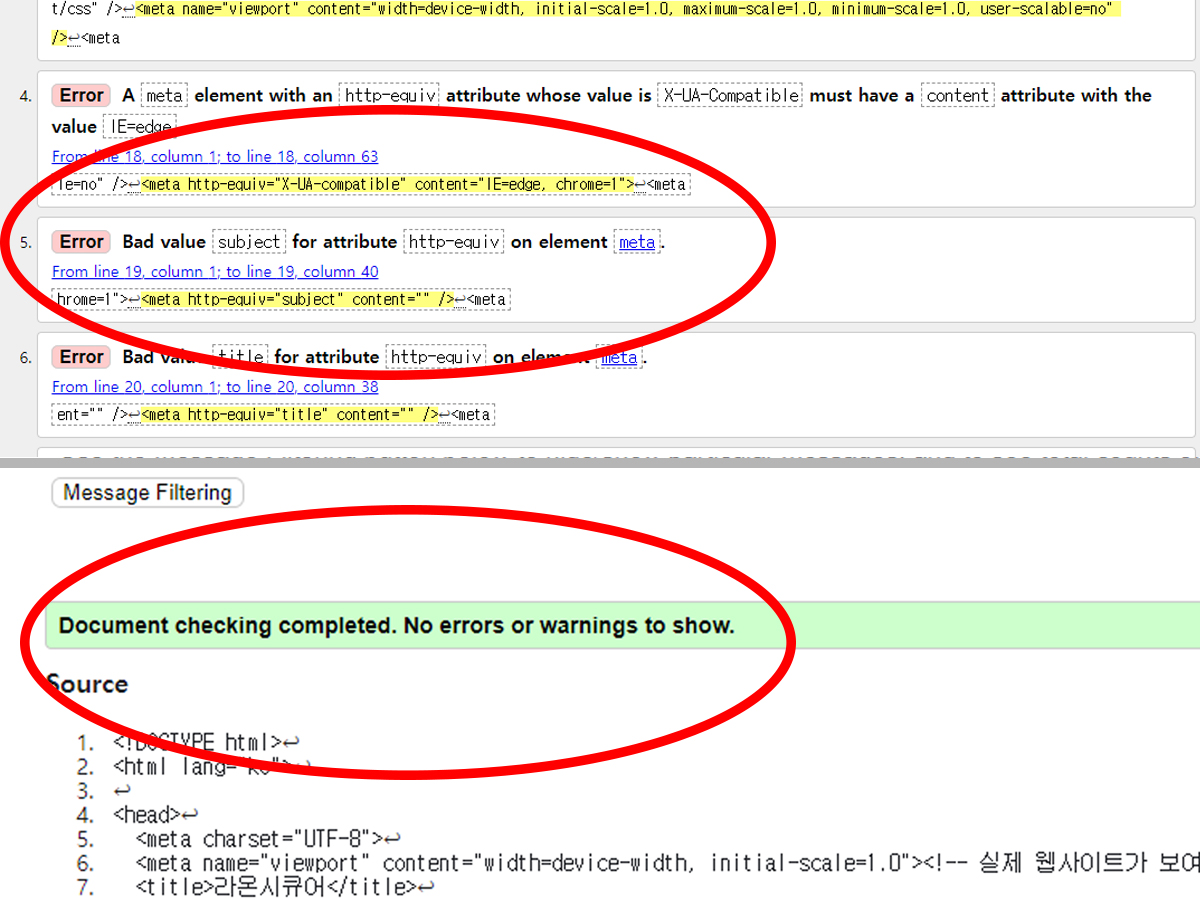 t/css" />↩<meta name="viewport" content="width=device-width, initial-scale=1.0, maximum-scale=1.0, minimum-scale=1.0, user-scalable=no"
/>↩<meta
4. Error A meta element with an http-equiv attribute whose value is X-UA-Compatible must have a content attribute with the
value IE=edge
From line 18, column 1; to line 18, column 63
le=no" />↩<meta http-equiv="X-UA-compatible" content="IE=edge, chrome=1">↩<meta
5. Error Bad value subject for attribute http-equiv on element meta.
From line 19, column 1; to line 19, column 40
hrome=1">↩<meta http-equiv="subject" content="" />↩<meta
6. Error Bad value title for attribute http-equiv on element meta.
From line 20, column 1; to line 20, column 38
ent="" />↩<meta http-equiv="title" content="" />↩<meta
Message Filtering
Document checking completed. No errors or warnings to show.
Source
1. <!DOCTYPE html>↩
2. <html lang="ko">↩
3. ↩
4. <head>↩
5. <meta charset="UTF-8">↩
6. <meta name="viewport" content="width=device-width, initial-scale=1.0"><!-- 실제 웹사이트가 보여
7. <title>라온시큐어</title>↩